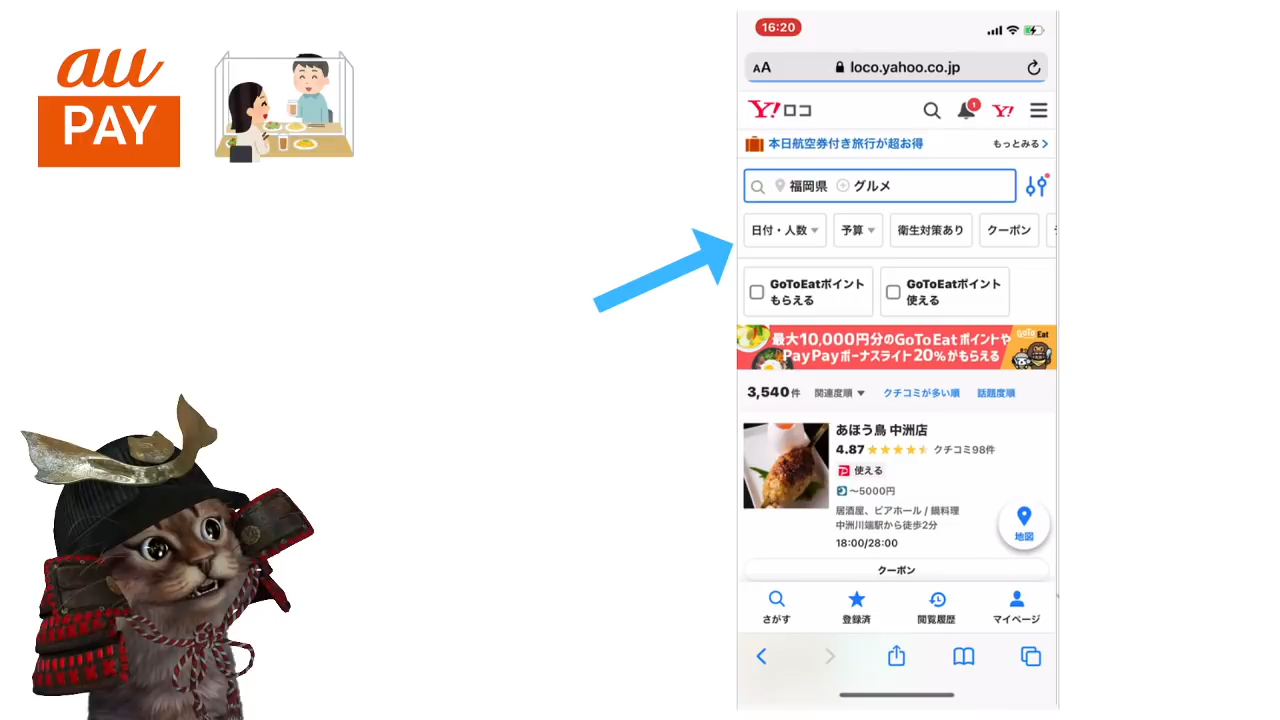 au
PAY
16:20
AA loco.yahoo.co.jp
Y!ロコ
1
Y!
本日航空券付き旅行が超お得
もっとみる
福岡県 グルメ
日付・人数
予算
衛生対策あり
クーポン
GoToEatポイント
もらえる
GoToEatポイント
使える
最大10,000円分のGoToEatポイントや
PayPayボーナスライト20%がもらえる
GoTo Eat
3,540件
関連度順
クチコミが多い順
話題度順
あほう鳥 中洲店
4.87 クチコミ98件
使える
〜5000円
居酒屋、ビアホール / 鍋料理
中洲川端駅から徒歩2分
18:00/28:00
地図
クーポン
さがす
登録済
閲覧履歴
マイページ